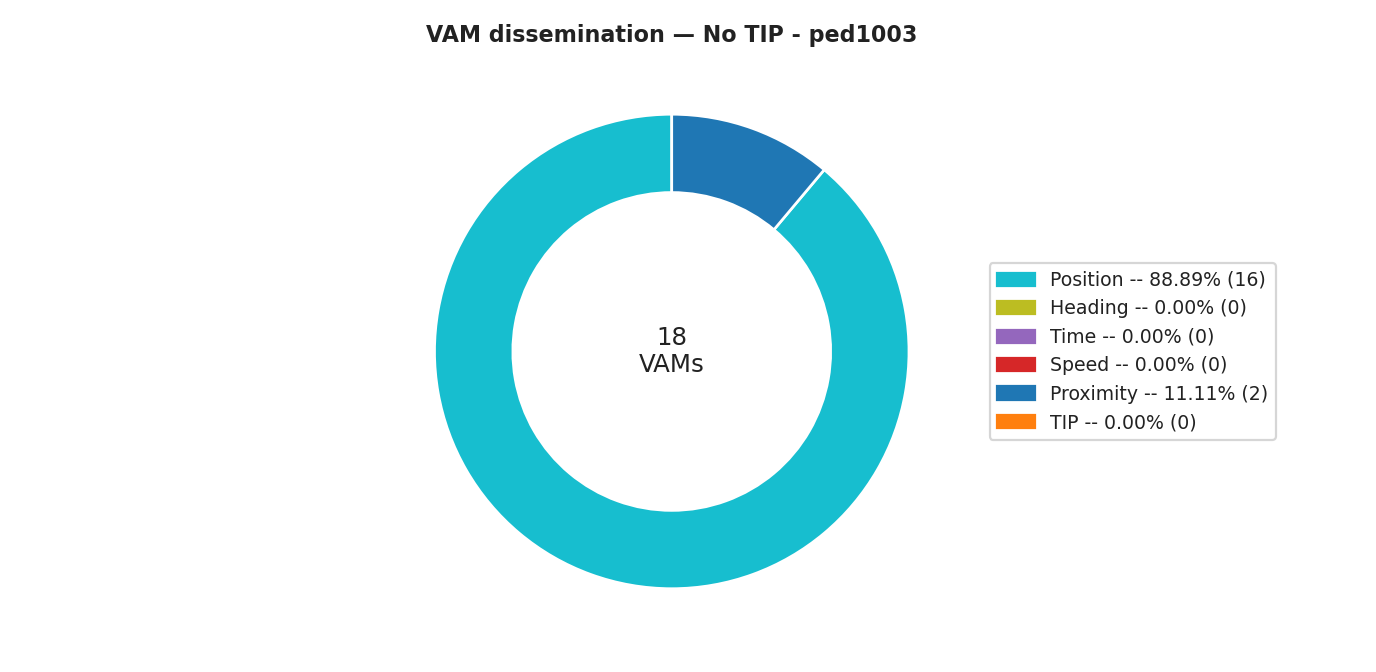 VAM dissemination — No TIP - ped1003
18
VAMs
Position -- 88.89% (16)
Heading -- 0.00% (0)
Time -- 0.00% (0)
Speed -- 0.00% (0)
Proximity -- 11.11% (2)
TIP -- 0.00% (0)